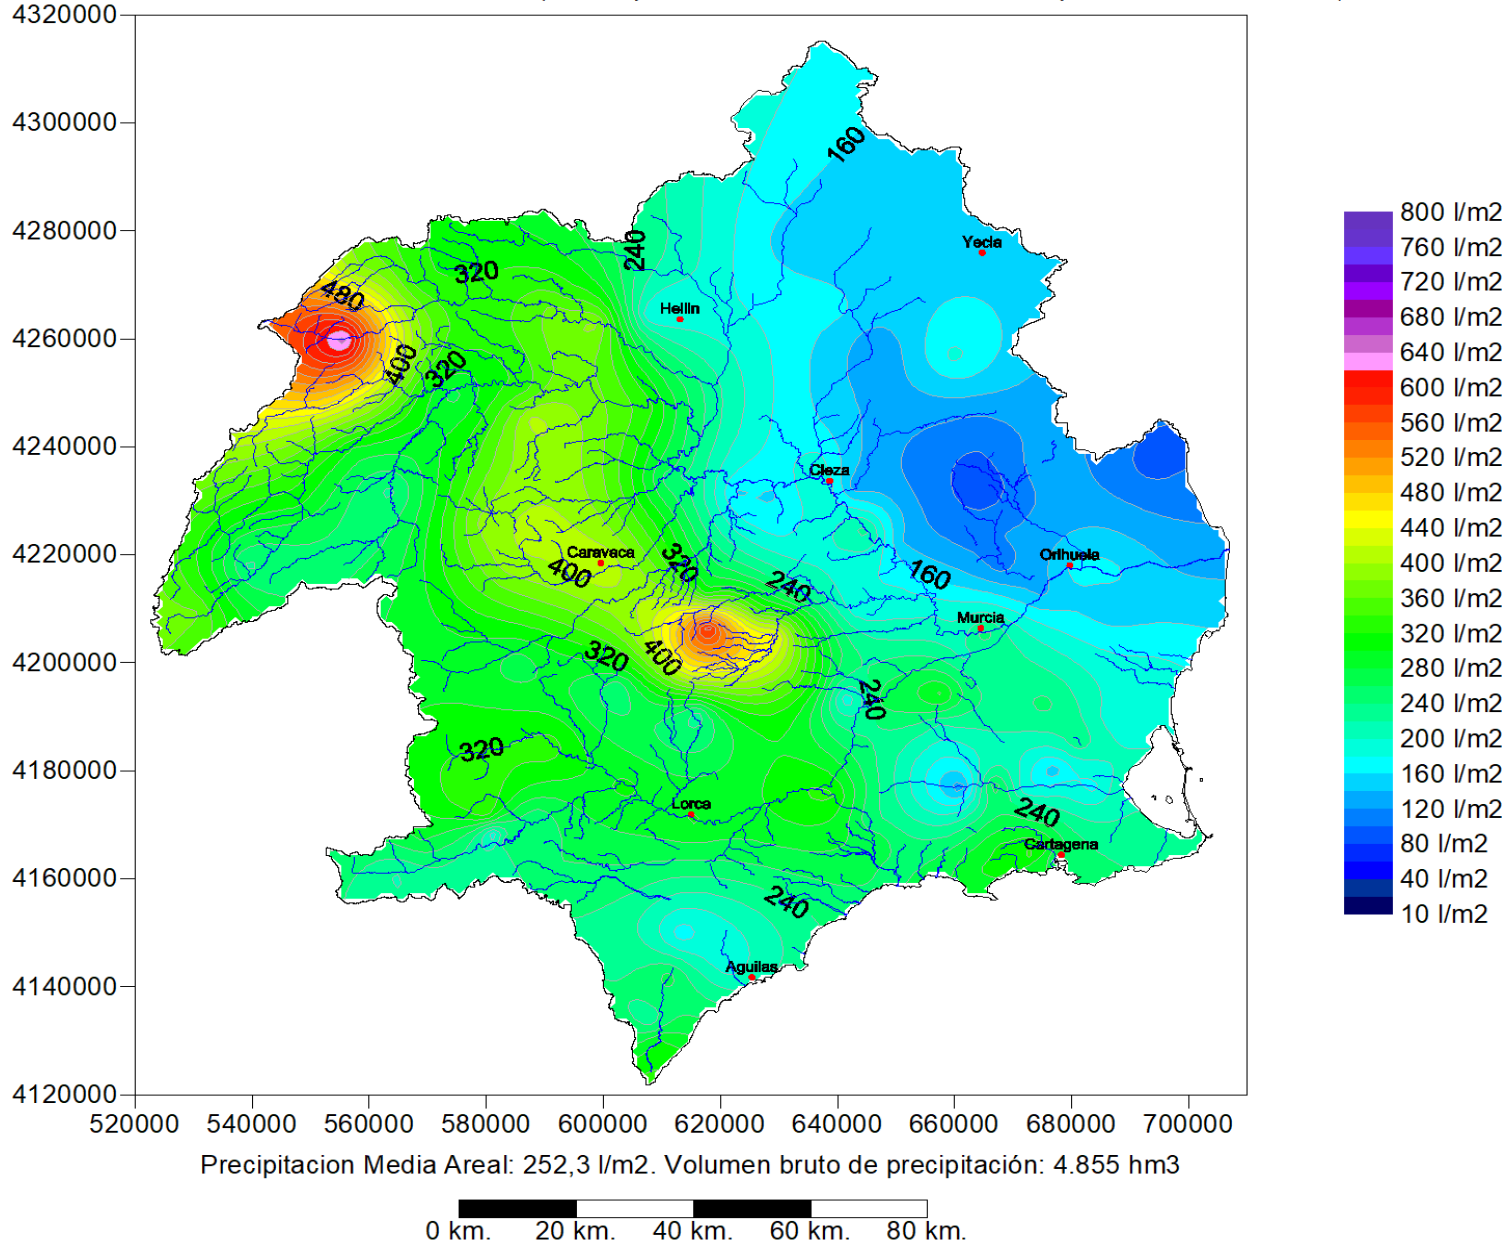 4320000
4300000
4280000
4260000
4240000
4220000
4200000
4180000
4160000
4140000
4120000
520000 540000 560000 580000 600000 620000 640000 660000 680000 700000
160
240
Yecla
320
480
Hellin
400
320
Cieza
Caravaca
400
320
240
160
Orihuela
Murcia
320
400
240
320
Lorca
240
Cartagena
240
Aguilas
800 l/m2
760 l/m2
720 l/m2
680 l/m2
640 l/m2
600 l/m2
560 l/m2
520 l/m2
480 l/m2
440 l/m2
400 l/m2
360 l/m2
320 l/m2
280 l/m2
240 l/m2
200 l/m2
160 l/m2
120 l/m2
80 l/m2
40 l/m2
10 l/m2
Precipitacion Media Areal: 252,3 l/m2. Volumen bruto de precipitación: 4.855 hm3
0 km. 20 km. 40 km. 60 km. 80 km.